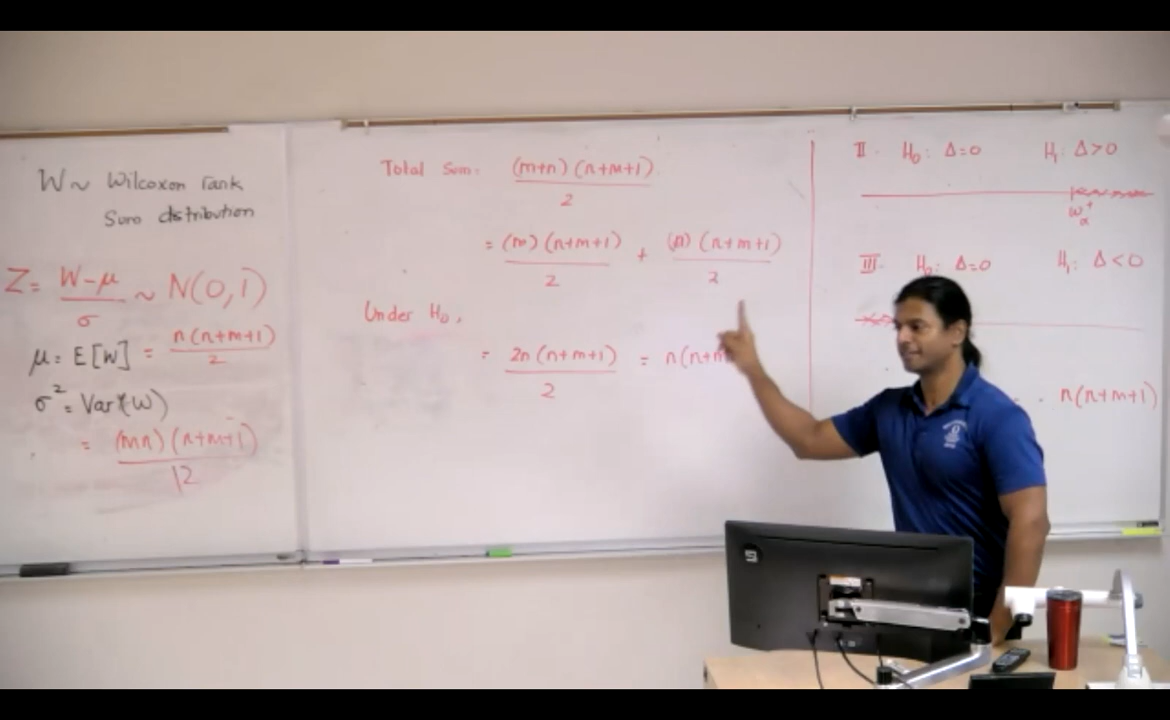 W ~ Wilcoxon rank
Sum distribution
Z = (W-μ)/σ ~ N(0,1)
μ = E[W] = n(n+m+1)/2
σ² = Var(W)
= (mn)(n+m+1)/12
Total Sum: (m+n)(n+m+1)/2
= (m)(n+m+1)/2 + (n)(n+m+1)/2
Under H₀,
= 2n(n+m+1)/2 = n(n+m
II. H₀: Δ=0 H₁: Δ>0
III. H₀: Δ=0 H₁: Δ<0
n(n+m+1)